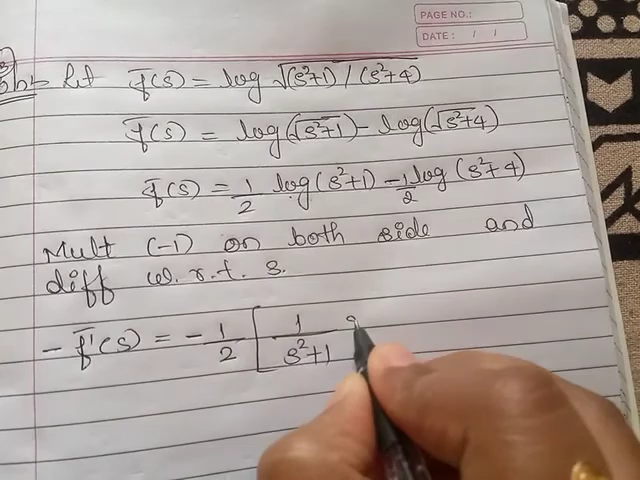 PAGE NO.:
DATE: / /
Soln- Let f̄(s) = log √(s²+1) / (s²+4)
f̄(s) = log(√s²+1) - log(√s²+4)
f̄(s) = 1/2 log(s²+1) - 1/2 log(s²+4)
Mult (-1) on both side and
diff w.r.t. s.
- f̄'(s) = - 1/2 [ 1/s²+1